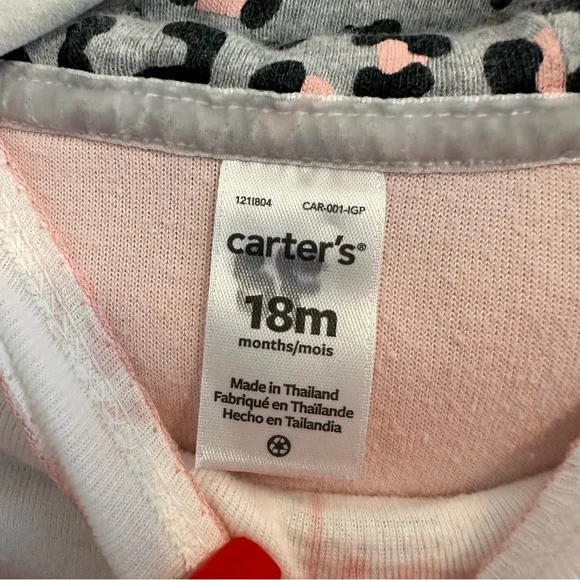 121I804 CAR-001-IGP
carter's®
18m
months/mois
Made in Thailand
Fabriqué en Thaïlande
Hecho en Tailandia